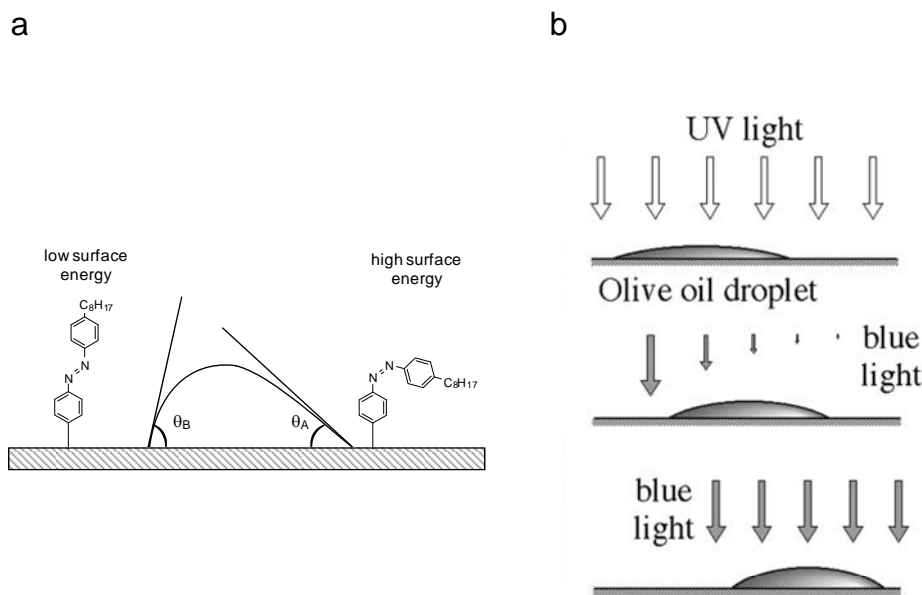 a
low surface
energy
C₈H₁₇
N
N
θB
θA
high surface
energy
N
N
C₈H₁₇
b
UV light
Olive oil droplet
blue
light
blue
light